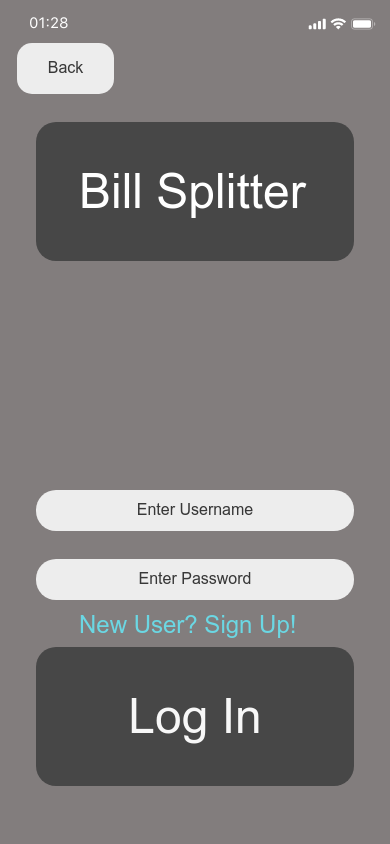 01:28
Back
Bill Splitter
Enter Username
Enter Password
New User? Sign Up!
Log In